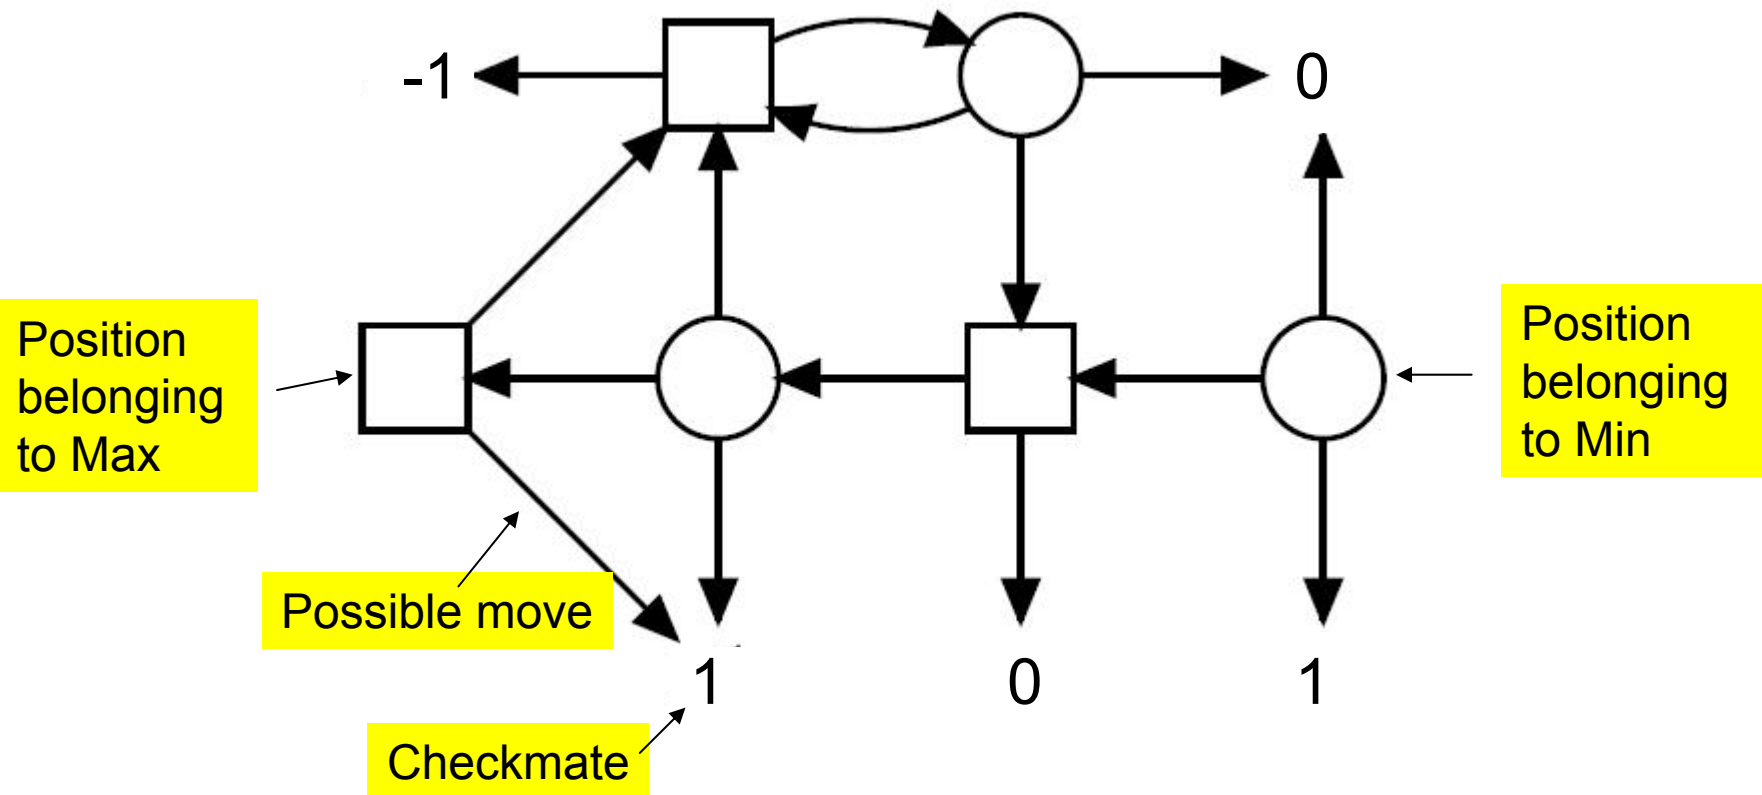 -1
0
Position
belonging
to Max
Position
belonging
to Min
Possible move
1
0
1
Checkmate